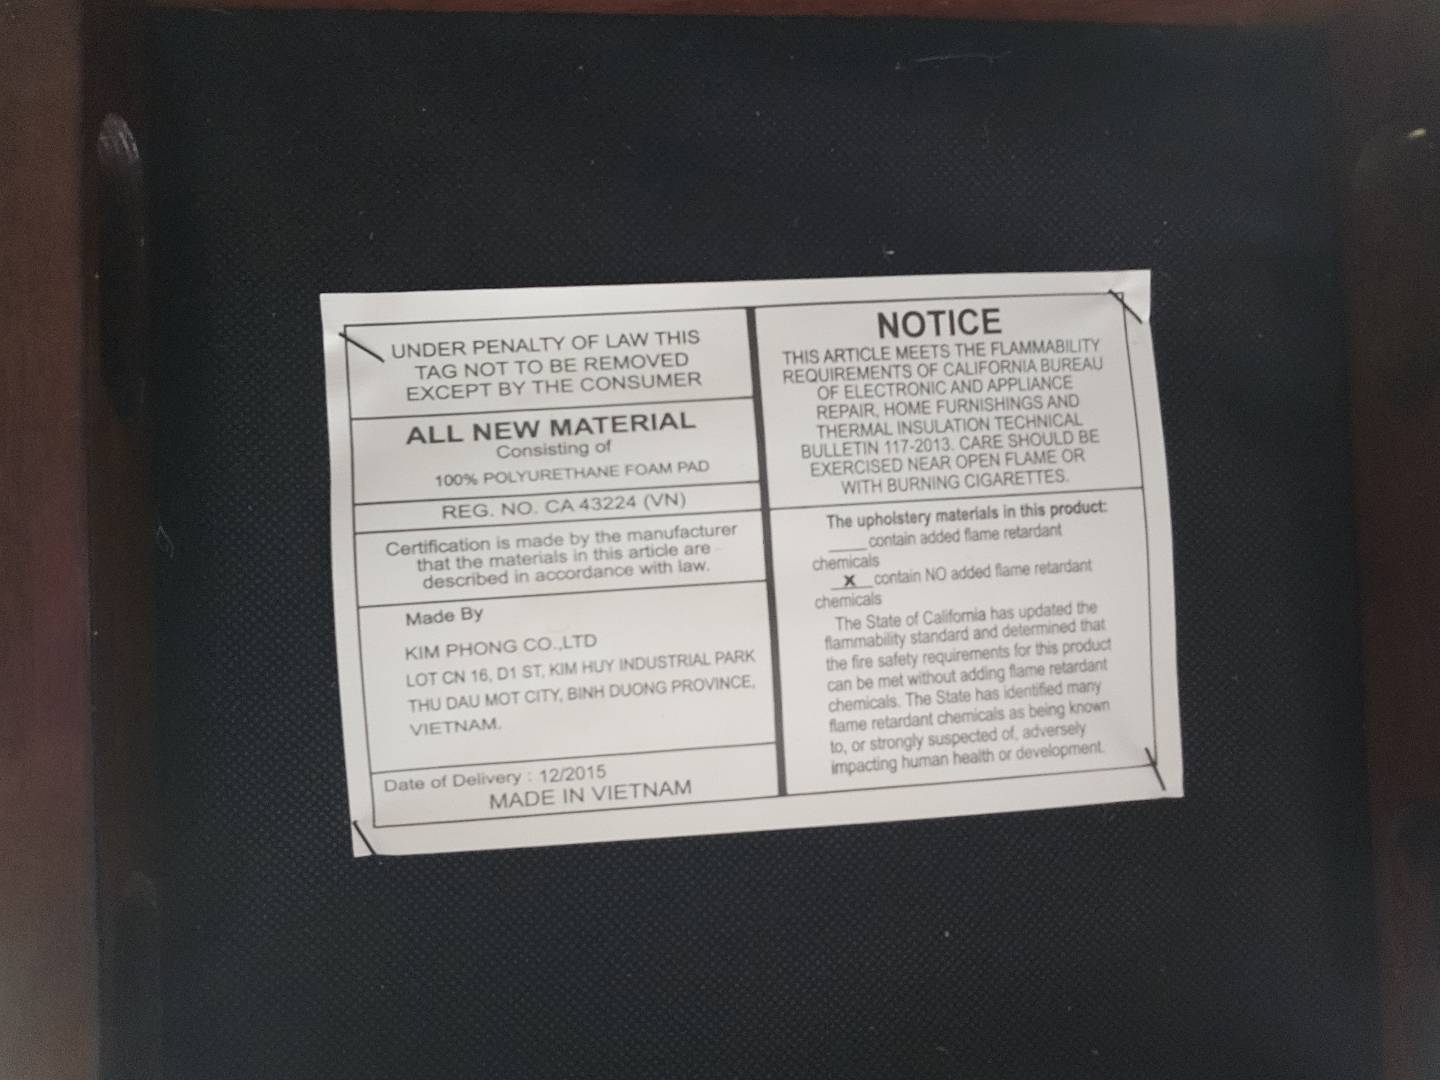 UNDER PENALTY OF LAW THIS
TAG NOT TO BE REMOVED
EXCEPT BY THE CONSUMER
ALL NEW MATERIAL
Consisting of
100% POLYURETHANE FOAM PAD
REG. NO. CA 43224 (VN)
Certification is made by the manufacturer
that the materials in this article are
described in accordance with law.
Made By
KIM PHONG CO.,LTD
LOT CN 16, D1 ST, KIM HUY INDUSTRIAL PARK
THU DAU MOT CITY, BINH DUONG PROVINCE,
VIETNAM.
Date of Delivery : 12/2015
MADE IN VIETNAM
NOTICE
THIS ARTICLE MEETS THE FLAMMABILITY
REQUIREMENTS OF CALIFORNIA BUREAU
OF ELECTRONIC AND APPLIANCE
REPAIR, HOME FURNISHINGS AND
THERMAL INSULATION TECHNICAL
BULLETIN 117-2013. CARE SHOULD BE
EXERCISED NEAR OPEN FLAME OR
WITH BURNING CIGARETTES.
The upholstery materials in this product:
____contain added flame retardant
chemicals
__X__contain NO added flame retardant
chemicals
The State of California has updated the
flammability standard and determined that
the fire safety requirements for this product
can be met without adding flame retardant
chemicals. The State has identified many
flame retardant chemicals as being known
to, or strongly suspected of, adversely
impacting human health or development.